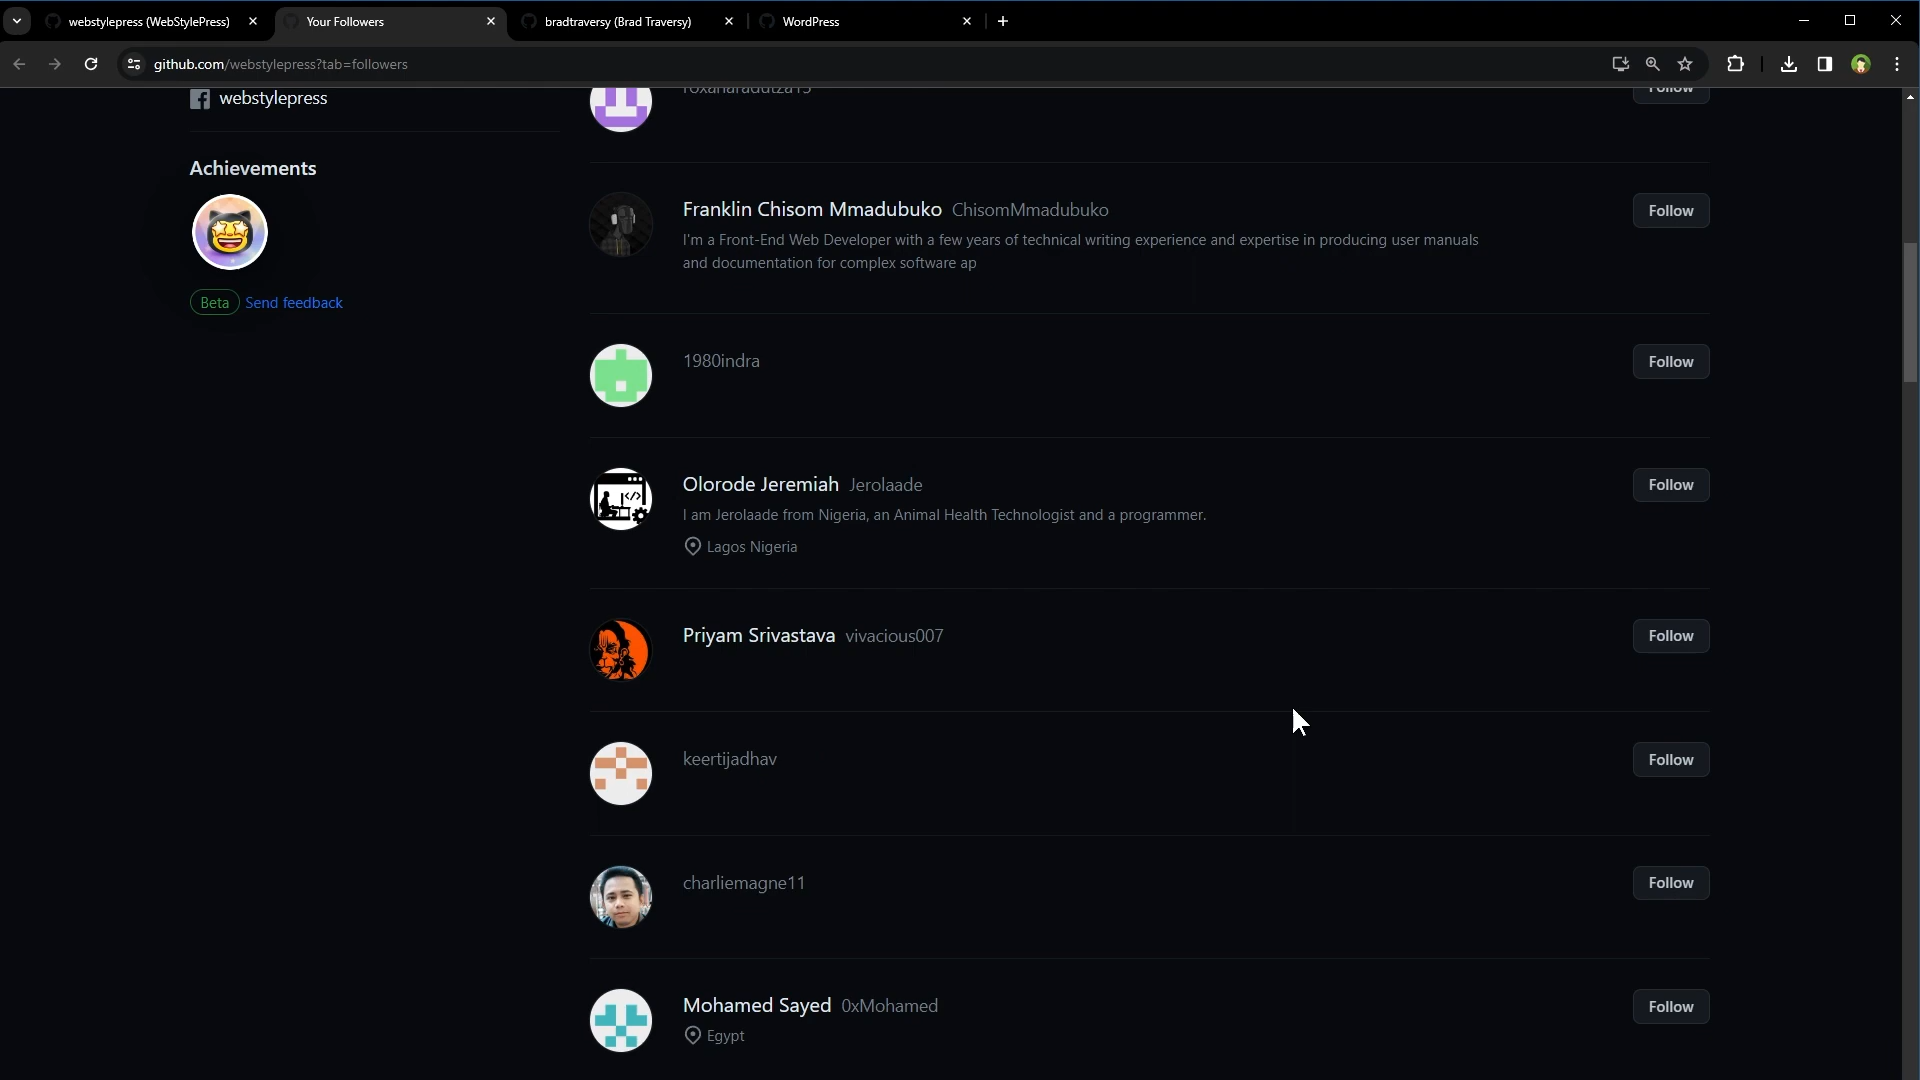 webstylepress (WebStylePress)
Your Followers
bradtraversy (Brad Traversy)
WordPress
github.com/webstylepress?tab=followers
webstylepress
Achievements
Beta Send feedback
Follow
Franklin Chisom Mmadubuko ChisomMmadubuko
Follow
I'm a Front-End Web Developer with a few years of technical writing experience and expertise in producing user manuals
and documentation for complex software ap
1980indra
Follow
Olorode Jeremiah Jerolaade
Follow
I am Jerolaade from Nigeria, an Animal Health Technologist and a programmer.
Lagos Nigeria
Priyam Srivastava vivacious007
Follow
keertijadhav
Follow
charliemagne11
Follow
Mohamed Sayed 0xMohamed
Follow
Egypt